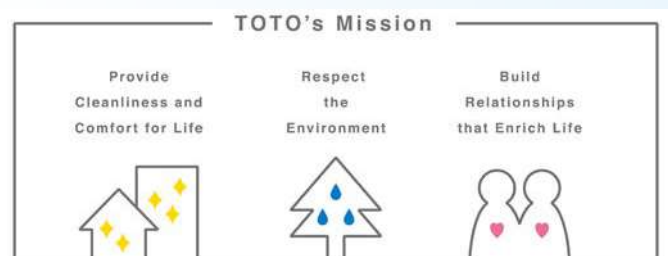 TOTO's Mission
Provide
Cleanliness and
Comfort for Life
Respect
the
Environment
Build
Relationships
that Enrich Life